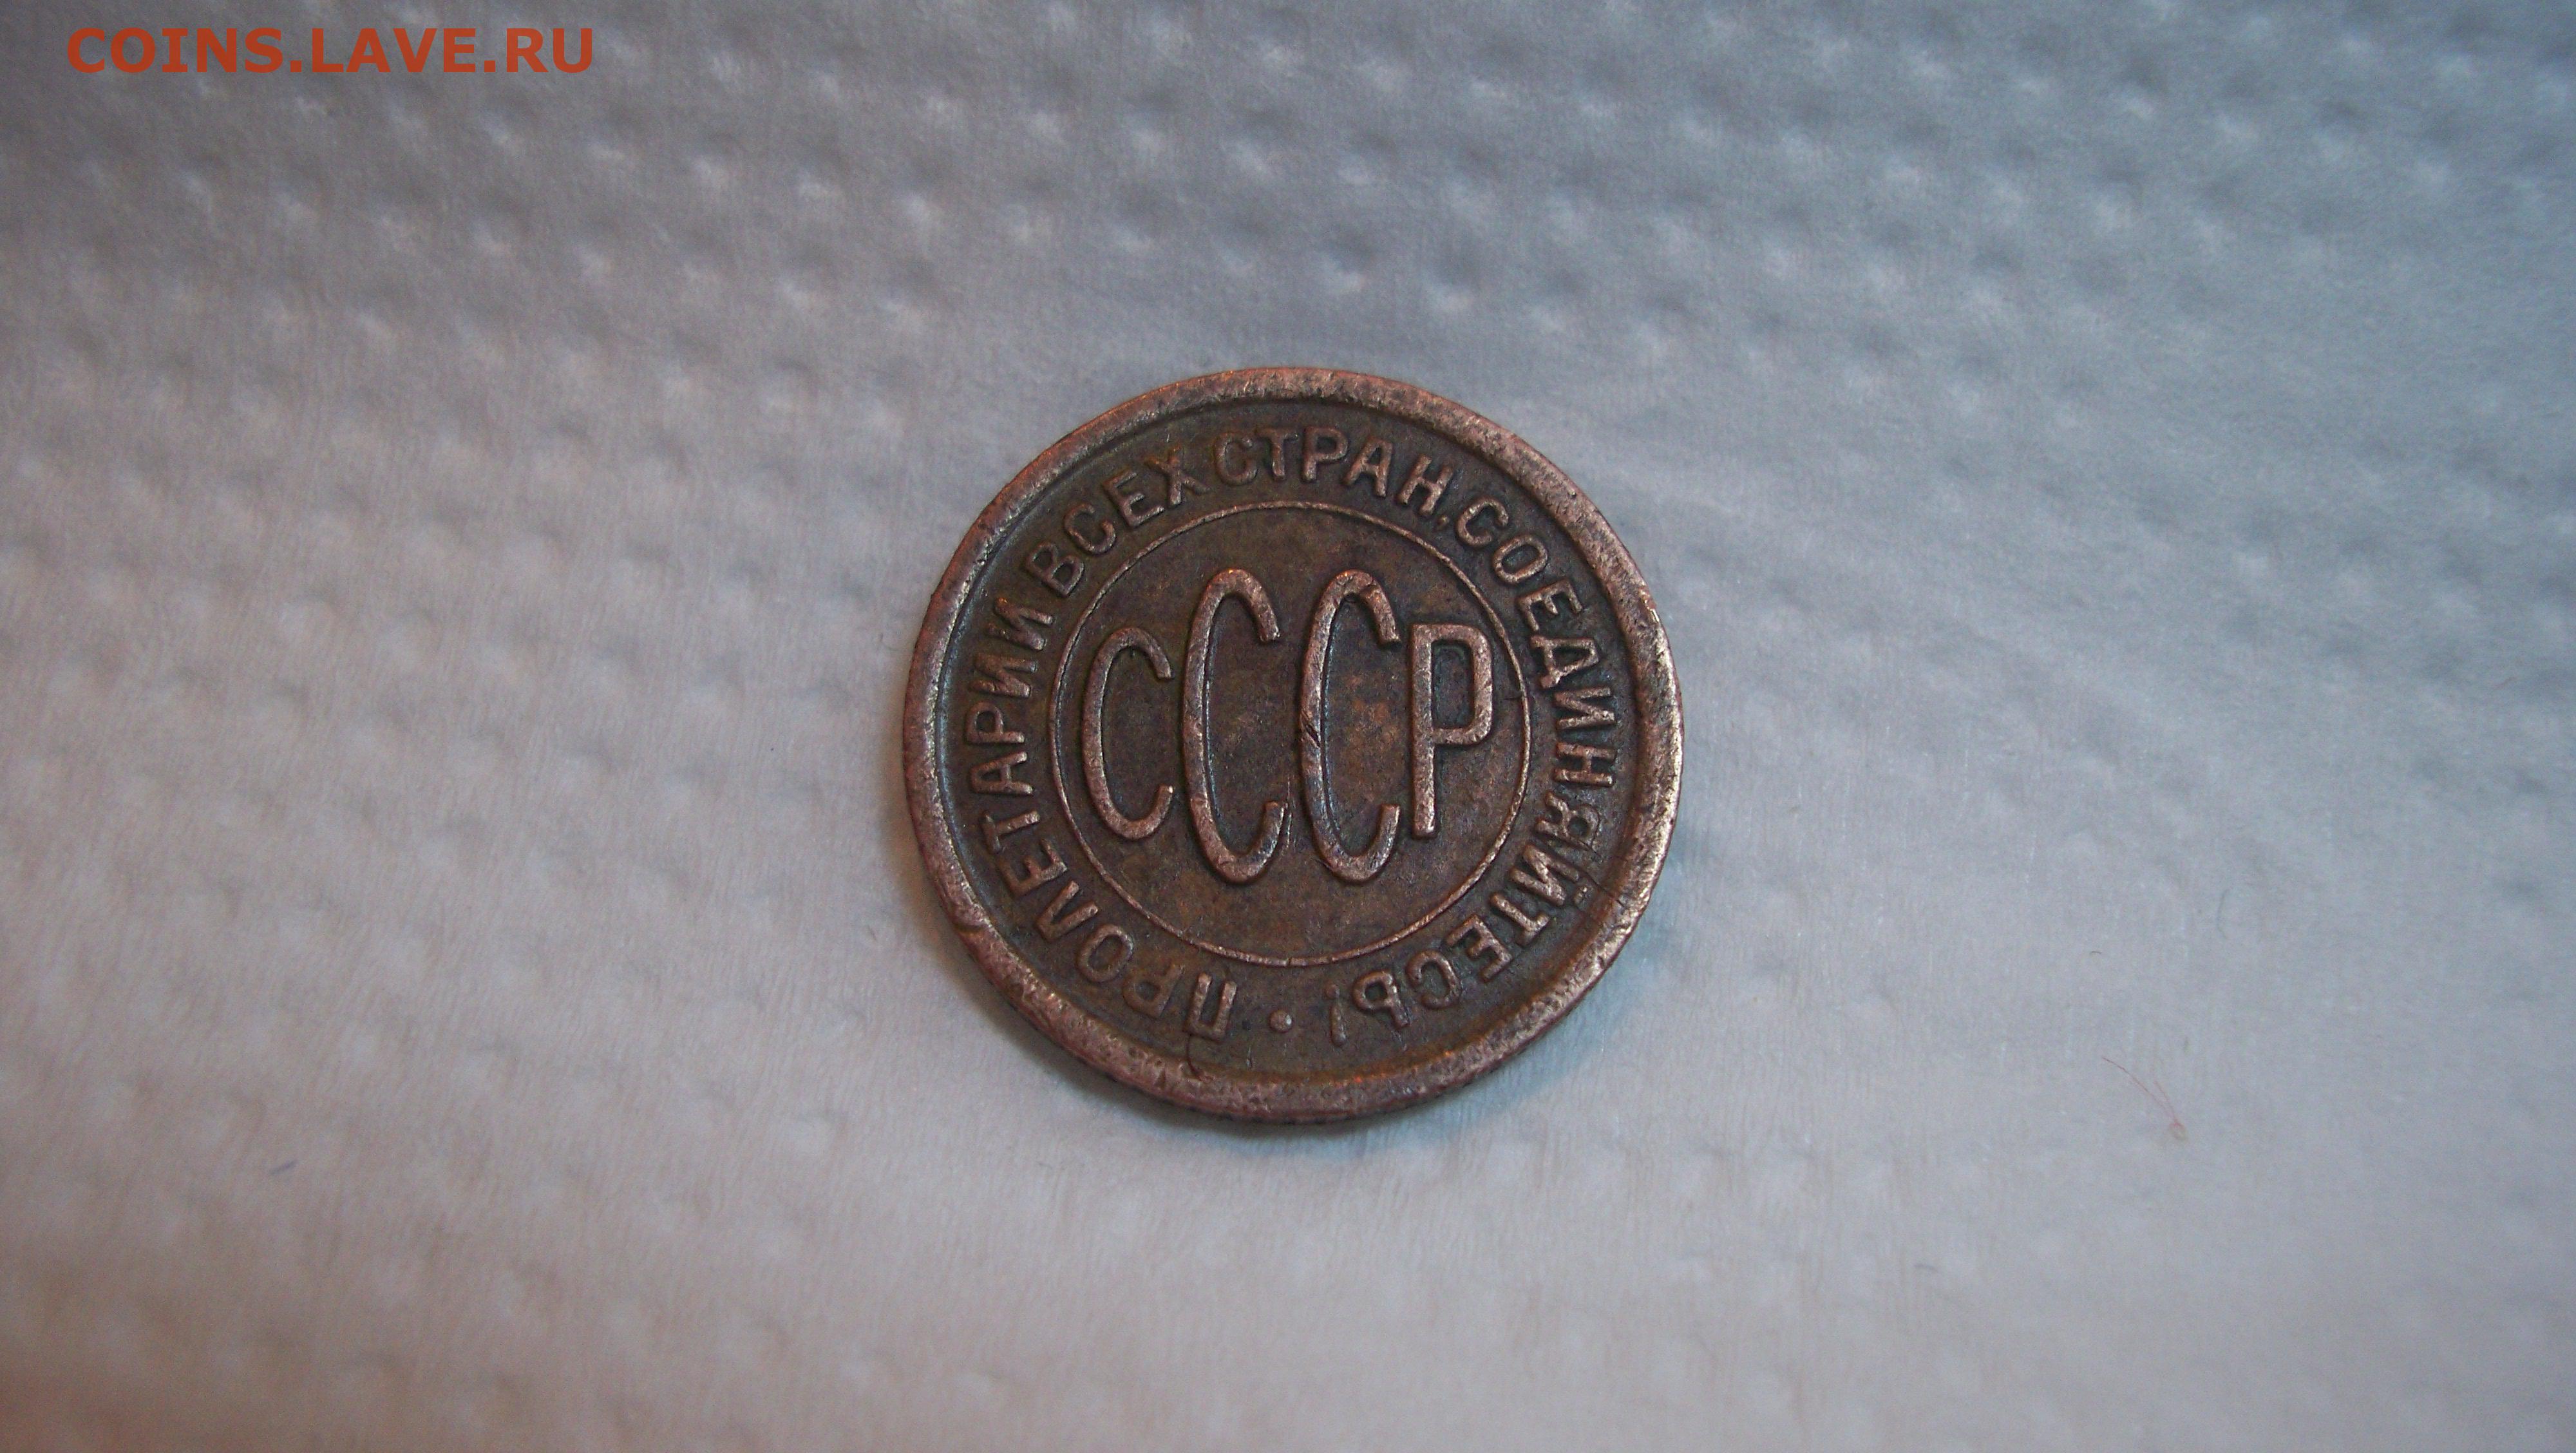 COINS.LAVE.RU
ПРОЛЕТАРИИ ВСЕХ СТРАН, СОЕДИНЯЙТЕСЬ! •
СССР